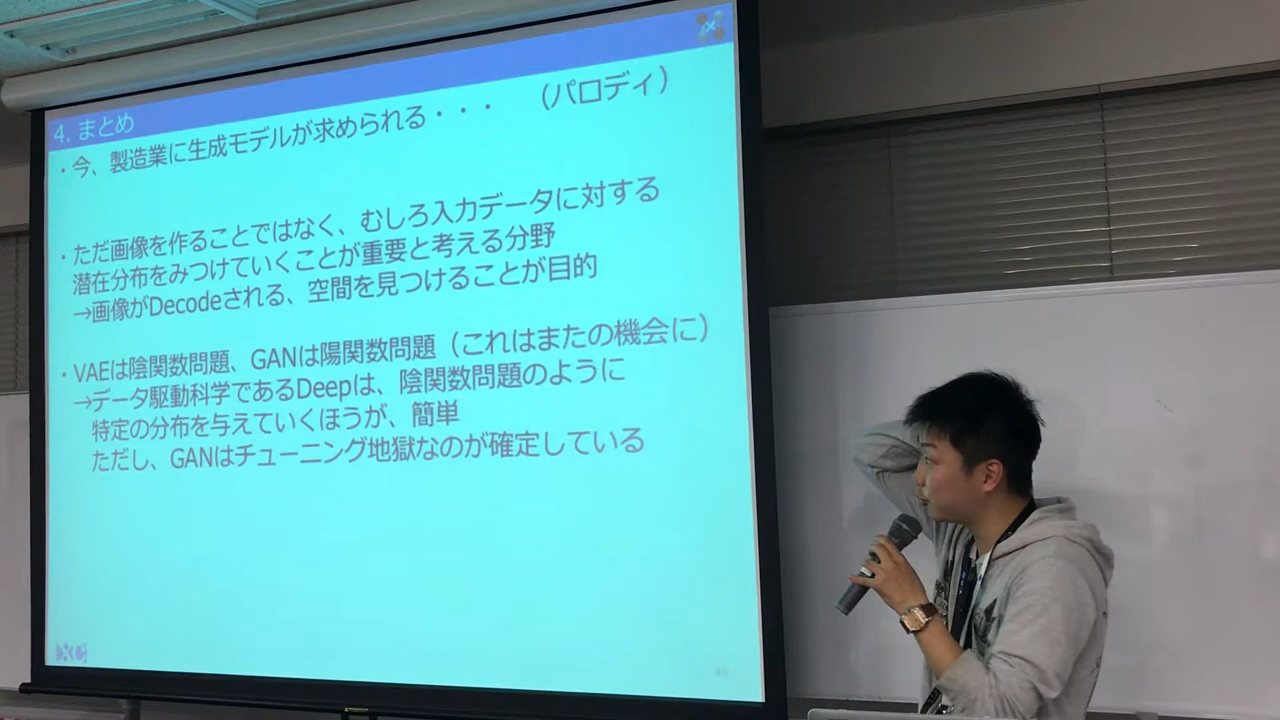 4. まとめ
・今、製造業に生成モデルが求められる・・・　（パロディ）
・ただ画像を作ることではなく、むしろ入力データに対する
潜在分布をみつけていくことが重要と考える分野
→画像がDecodeされる、空間を見つけることが目的
・VAEは陰関数問題、GANは陽関数問題（これはまたの機会に）
→データ駆動科学であるDeepは、陰関数問題のように
特定の分布を与えていくほうが、簡単
ただし、GANはチューニング地獄なのが確定している